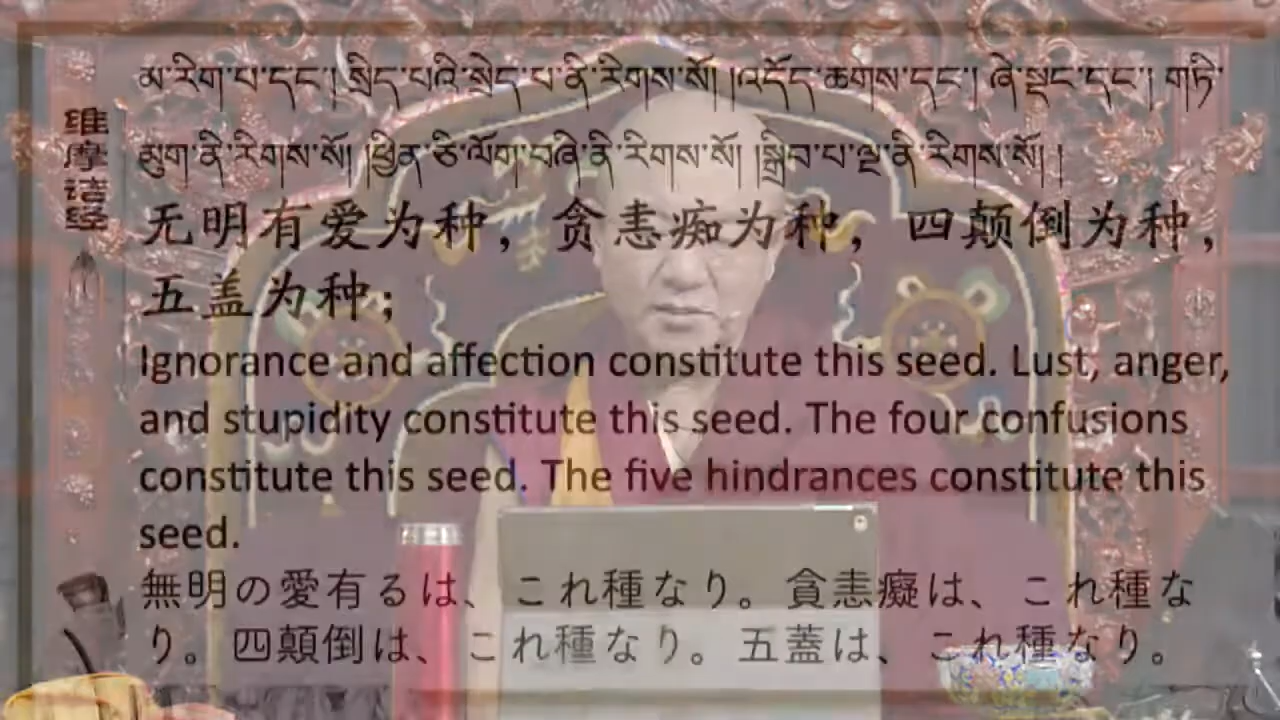 维摩诘经
མ་རིག་པ་དང་། སྲིད་པའི་སྲེད་པ་ནི་རིགས་སོ། །འདོད་ཆགས་དང་། ཞེ་སྡང་དང་། གཏི་
མུག་ནི་རིགས་སོ། །ཕྱིན་ཅི་ལོག་བཞི་ནི་རིགས་སོ། །སྒྲིབ་པ་ལྔ་ནི་རིགས་སོ། །
无明有爱为种，贪恚痴为种，四颠倒为种，
五盖为种；
Ignorance and affection constitute this seed. Lust, anger,
and stupidity constitute this seed. The four confusions
constitute this seed. The five hindrances constitute this
seed.
無明の愛有るは、これ種なり。貪恚癡は、これ種な
り。四顛倒は、これ種なり。五蓋は、これ種なり。